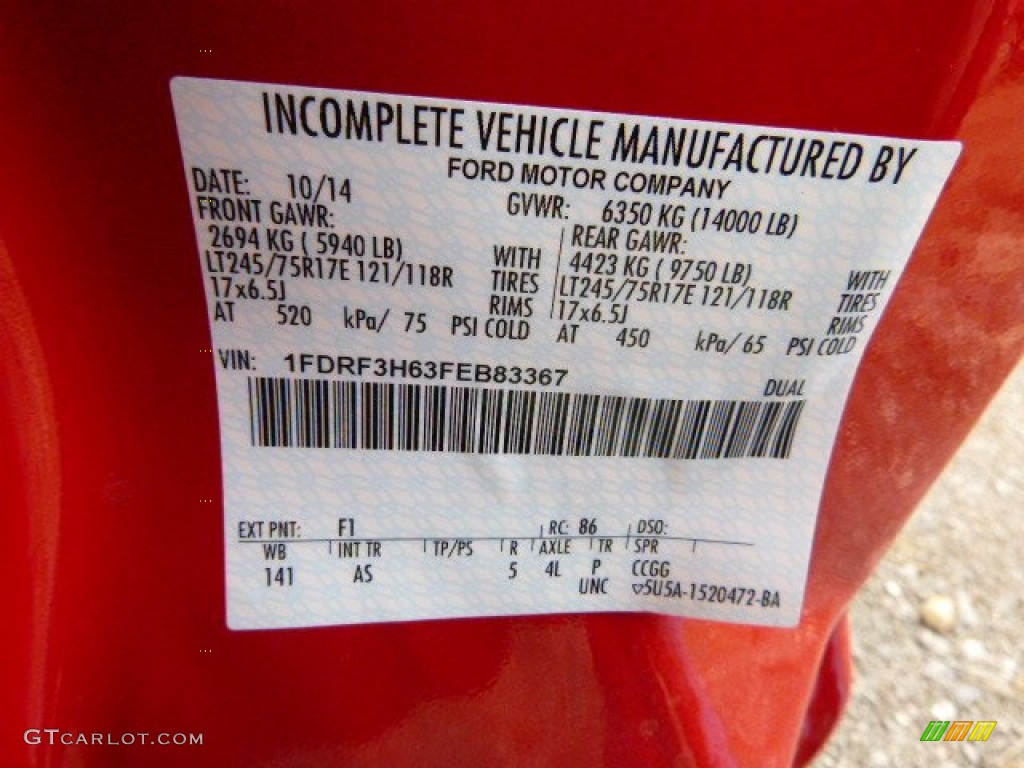 INCOMPLETE VEHICLE MANUFACTURED BY
FORD MOTOR COMPANY
DATE: 10/14 GVWR: 6350 KG (14000 LB)
FRONT GAWR: REAR GAWR:
2694 KG ( 5940 LB) WITH 4423 KG ( 9750 LB) WITH
LT245/75R17E 121/118R TIRES LT245/75R17E 121/118R TIRES
17x6.5J RIMS 17x6.5J RIMS
AT 520 kPa/ 75 PSI COLD AT 450 kPa/ 65 PSI COLD
VIN: 1FDRF3H63FEB83367 DUAL
EXT PNT: F1 RC: 86 DSO:
WB INT TR TP/PS R AXLE TR SPR
141 AS 5 4L P CCGG
UNC ▽5U5A-1520472-BA
GTCARLOT.COM